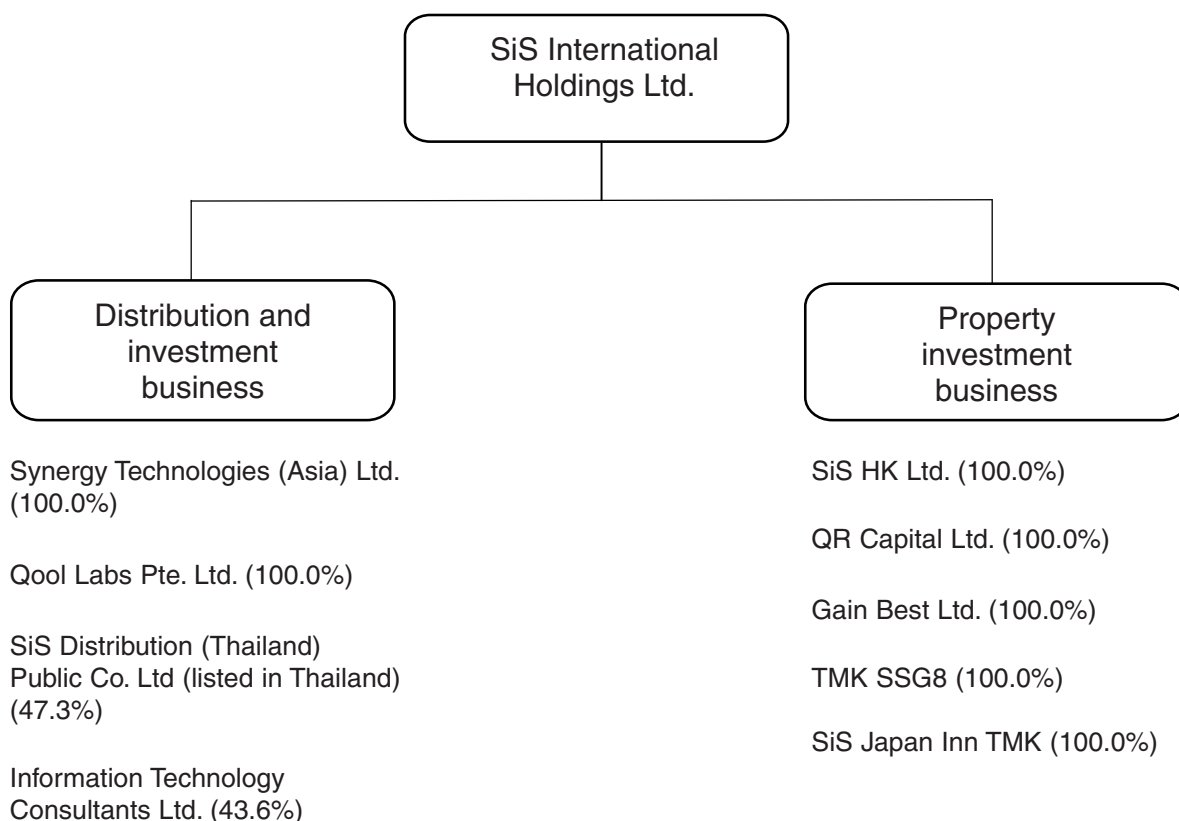 SiS International
Holdings Ltd.
Distribution and
investment
business
Property
investment
business
Synergy Technologies (Asia) Ltd.
(100.0%)
Qool Labs Pte. Ltd. (100.0%)
SiS Distribution (Thailand)
Public Co. Ltd (listed in Thailand)
(47.3%)
Information Technology
Consultants Ltd. (43.6%)
SiS HK Ltd. (100.0%)
QR Capital Ltd. (100.0%)
Gain Best Ltd. (100.0%)
TMK SSG8 (100.0%)
SiS Japan Inn TMK (100.0%)